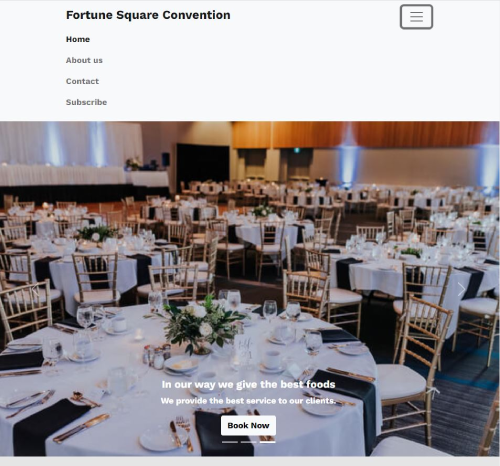 Fortune Square Convention
Home
About us
Contact
Subscribe
In our way we give the best foods
We provide the best service to our clients.
Book Now